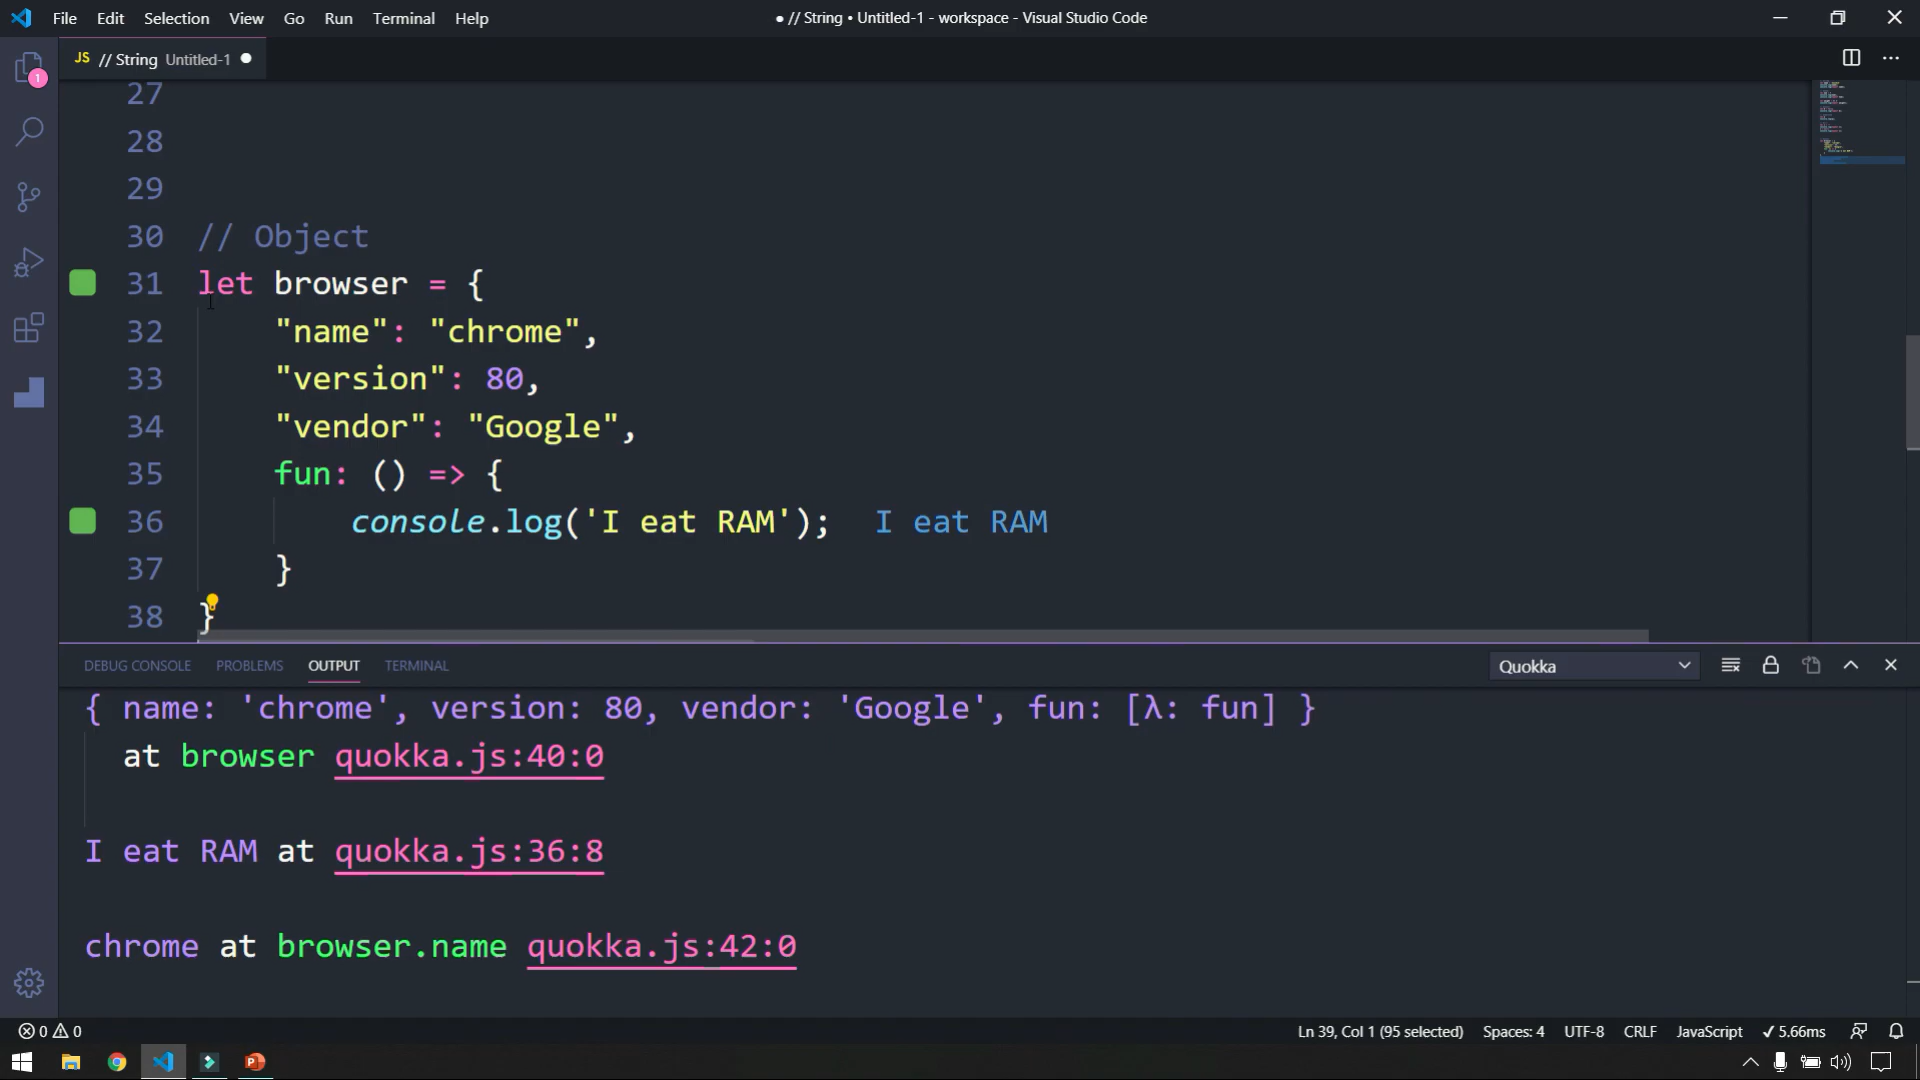 File Edit Selection View Go Run Terminal Help
● // String • Untitled-1 - workspace - Visual Studio Code
JS // String Untitled-1 ●
1
27
28
29
30 // Object
31 let browser = {
32 "name": "chrome",
33 "version": 80,
34 "vendor": "Google",
35 fun: () => {
36 console.log('I eat RAM'); I eat RAM
37 }
38 }
DEBUG CONSOLE PROBLEMS OUTPUT TERMINAL Quokka
{ name: 'chrome', version: 80, vendor: 'Google', fun: [λ: fun] }
at browser quokka.js:40:0
I eat RAM at quokka.js:36:8
chrome at browser.name quokka.js:42:0
0 0 Ln 39, Col 1 (95 selected) Spaces: 4 UTF-8 CRLF JavaScript ✓ 5.66ms